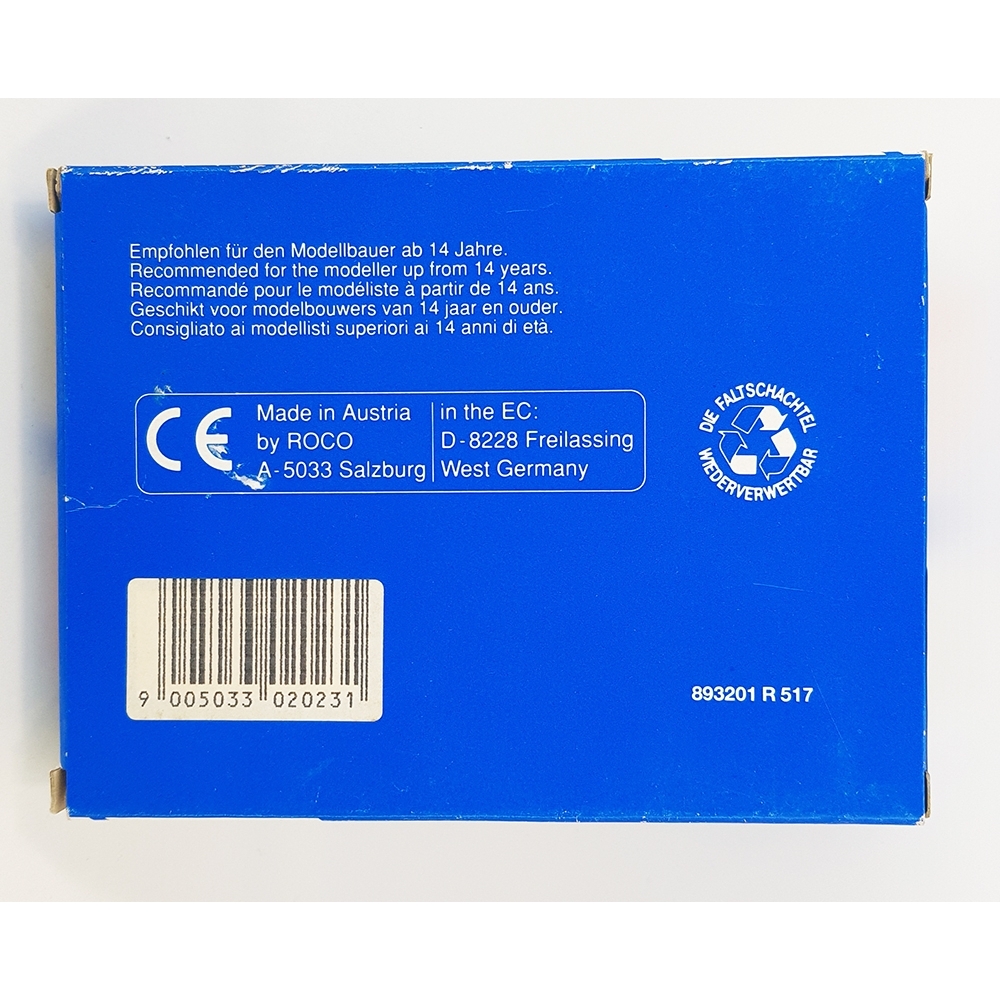 Empfohlen für den Modellbauer ab 14 Jahre.
Recommended for the modeller up from 14 years.
Recommandé pour le modéliste à partir de 14 ans.
Geschikt voor modelbouwers van 14 jaar en ouder.
Consigliato ai modellisti superiori ai 14 anni di età.
CE
Made in Austria
by ROCO
A-5033 Salzburg
in the EC:
D-8228 Freilassing
West Germany
DIE FALTSCHACHTEL
WIEDERVERWERTBAR
9 005033 020231
893201 R 517